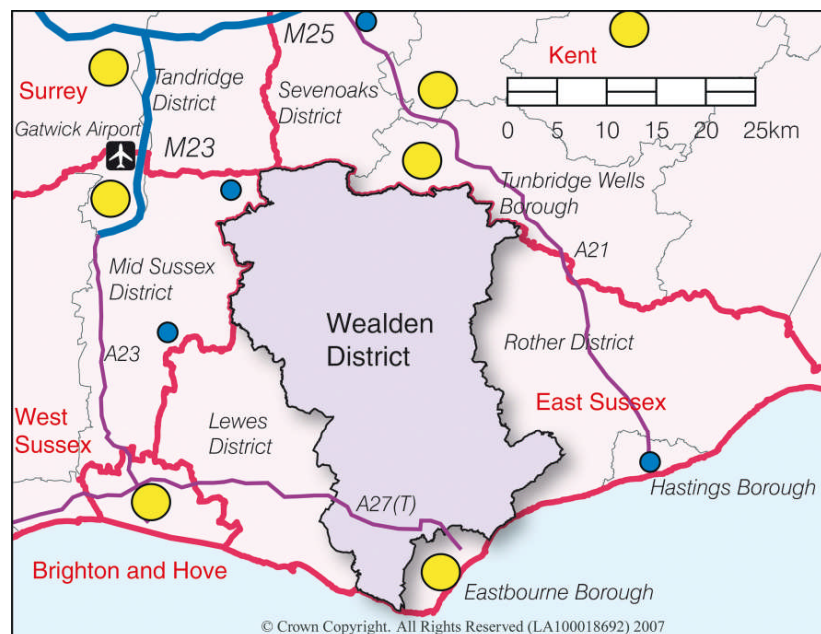 M25
Kent
Surrey
Tandridge
District
Sevenoaks
District
Gatwick Airport
M23
0 5 10 15 20 25km
Tunbridge Wells
Borough
A21
Mid Sussex
District
A23
Wealden
District
Rother District
West
Sussex
Lewes
District
East Sussex
A27(T)
Hastings Borough
Brighton and Hove
Eastbourne Borough
© Crown Copyright. All Rights Reserved (LA100018692) 2007